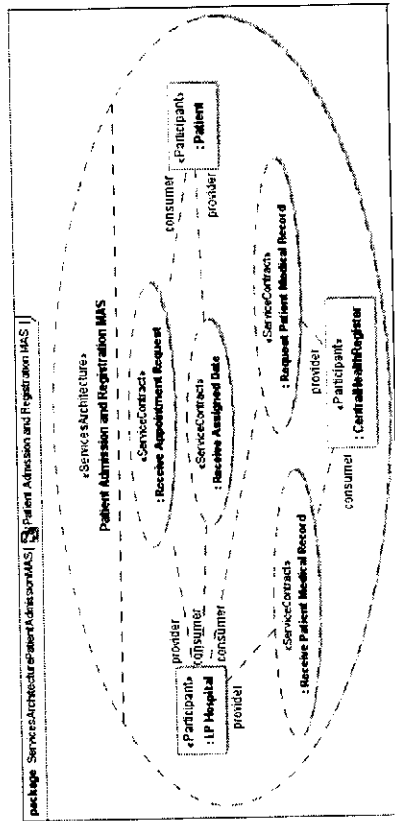 package ServicesArchitecturePatientAdmissionMAS [ Patient Admission and Registration MAS ]
«ServicesArchitecture»
Patient Admission and Registration MAS
«ServiceContract»
: Receive Appointment Request
consumer
«Participant»
: Patient
provider
provider
«ServiceContract»
: Receive Assigned Date
«Participant»
: LP Hospital
consumer
consumer
provider
«ServiceContract»
: Request Patient Medical Record
provider
«ServiceContract»
: Receive Patient Medical Record
«Participant»
: CentralHealthRegister
consumer